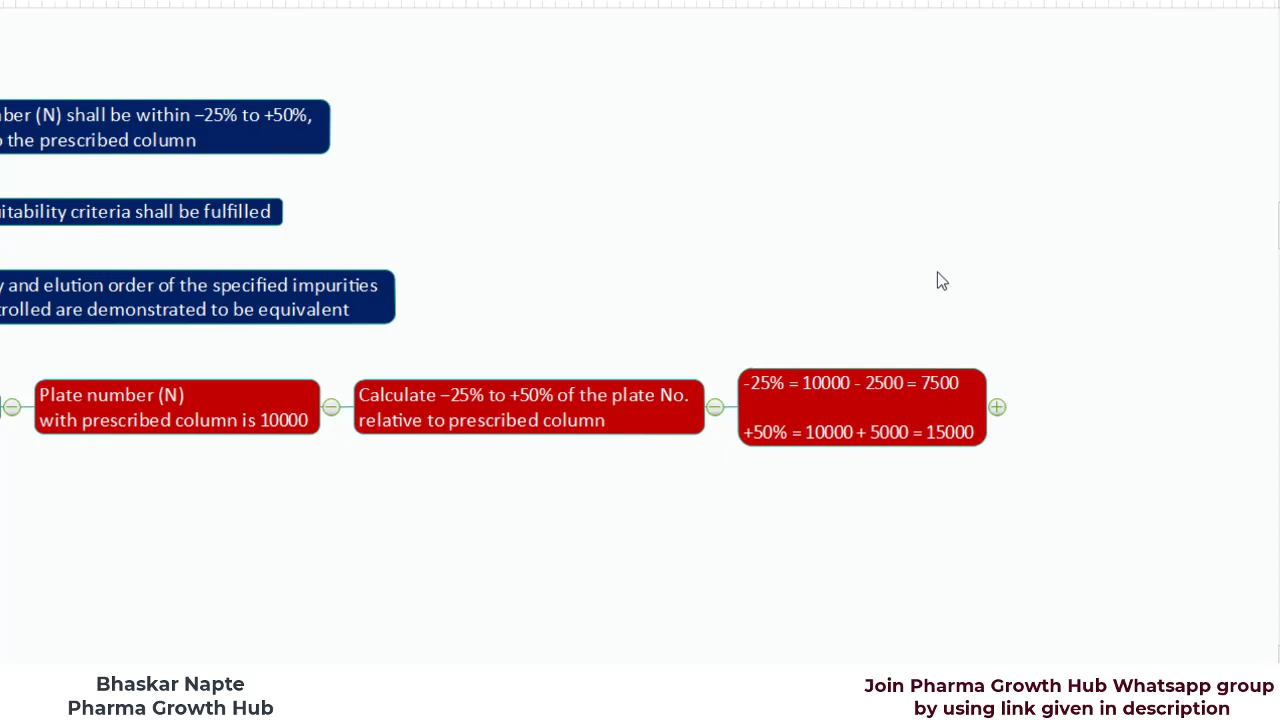 ber (N) shall be within −25% to +50%,
the prescribed column
criteria shall be fulfilled
and elution order of the specified impurities
are demonstrated to be equivalent
Plate number (N)
with prescribed column is 10000
Calculate −25% to +50% of the plate No.
relative to prescribed column
-25% = 10000 - 2500 = 7500
+50% = 10000 + 5000 = 15000
Bhaskar Napte
Pharma Growth Hub
Join Pharma Growth Hub Whatsapp group
by using link given in description